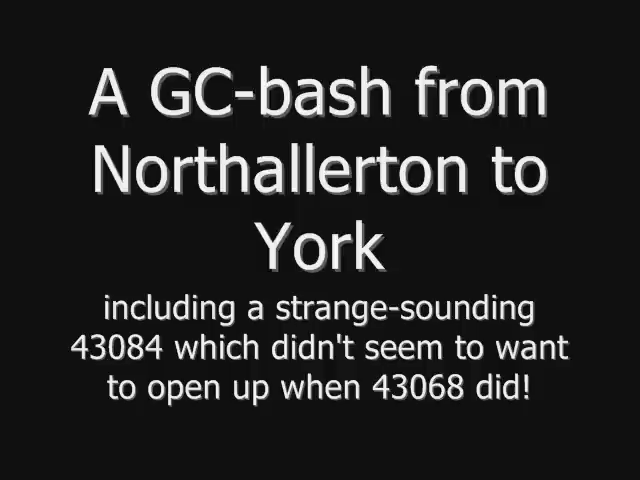 A GC-bash from
Northallerton to
York
including a strange-sounding
43084 which didn't seem to want
to open up when 43068 did!